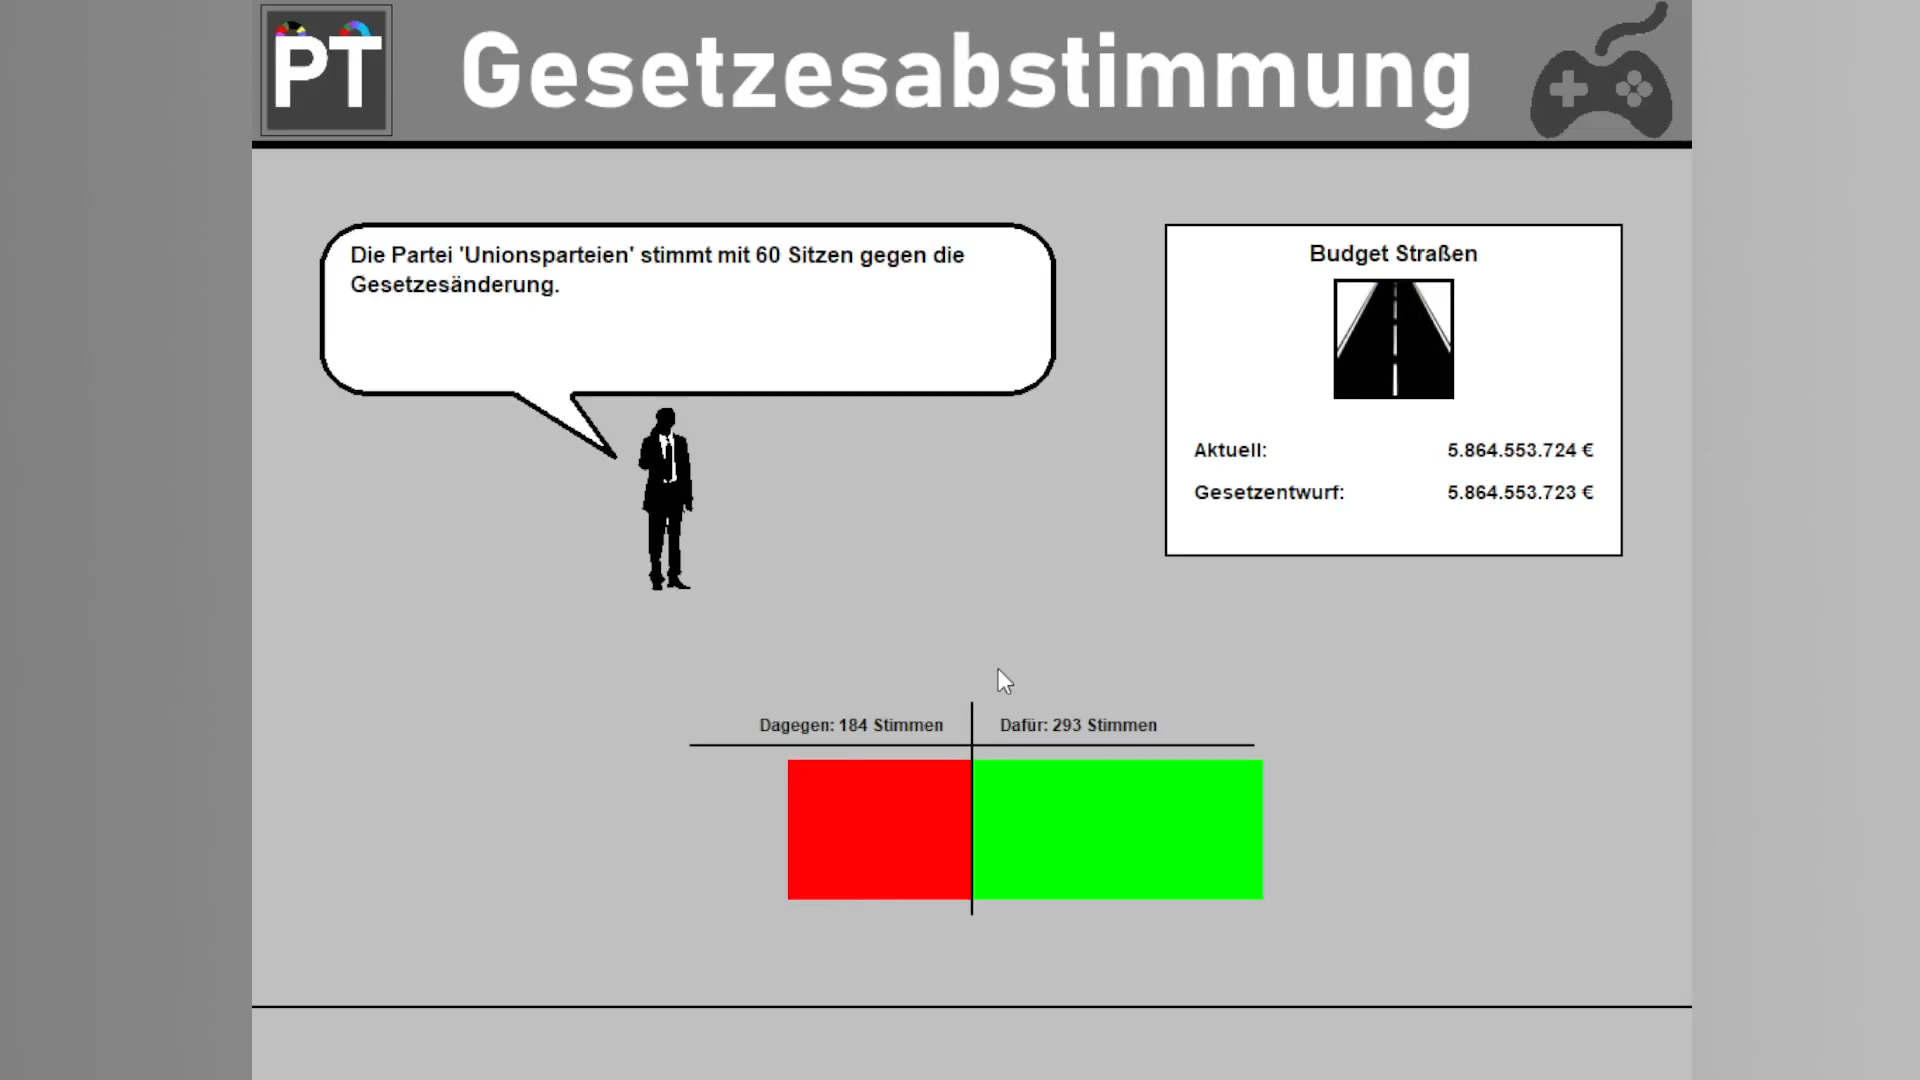 PT Gesetzesabstimmung
Die Partei 'Unionsparteien' stimmt mit 60 Sitzen gegen die
Gesetzesänderung.
Budget Straßen
Aktuell: 5.864.553.724 €
Gesetzentwurf: 5.864.553.723 €
Dagegen: 184 Stimmen Dafür: 293 Stimmen